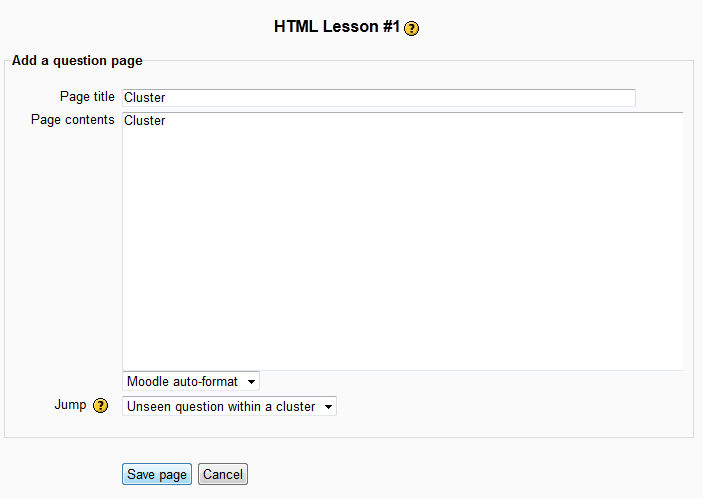 HTML Lesson #1 ?
Add a question page
Page title Cluster
Page contents Cluster
Moodle auto-format
Jump ? Unseen question within a cluster
Save page Cancel